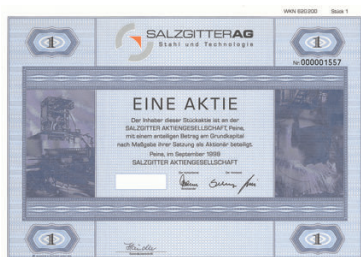 WKN 620200 Stück 1
SALZGITTER AG
Stahl und Technologie
1
1
Nr. 000001557
EINE AKTIE
Der Inhaber dieser Stückaktie ist an der
SALZGITTER AKTIENGESELLSCHAFT, Peine,
mit einem anteiligen Betrag am Grundkapital
nach Maßgabe ihrer Satzung als Aktionär beteiligt.
Peine, im September 1998
SALZGITTER AKTIENGESELLSCHAFT
Der Vorstand
1
1